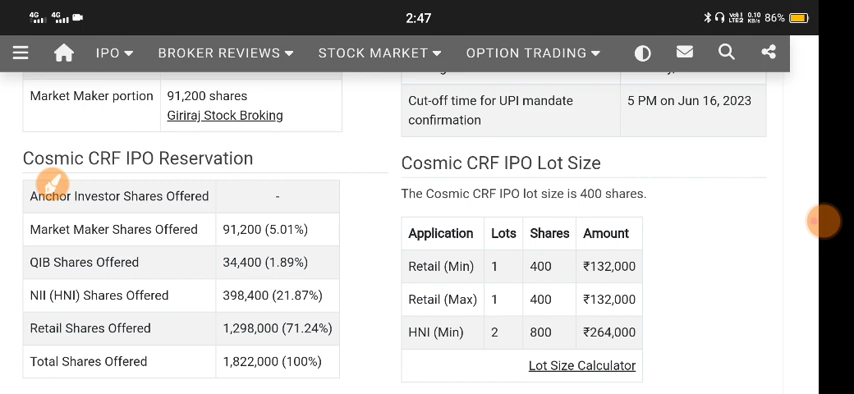 4G 4G 2:47 86%
IPO BROKER REVIEWS STOCK MARKET OPTION TRADING
Market Maker portion 91,200 shares
Giriraj Stock Broking
Cut-off time for UPI mandate confirmation 5 PM on Jun 16, 2023
Cosmic CRF IPO Reservation
Anchor Investor Shares Offered -
Market Maker Shares Offered 91,200 (5.01%)
QIB Shares Offered 34,400 (1.89%)
NII (HNI) Shares Offered 398,400 (21.87%)
Retail Shares Offered 1,298,000 (71.24%)
Total Shares Offered 1,822,000 (100%)
Cosmic CRF IPO Lot Size
The Cosmic CRF IPO lot size is 400 shares.
Application Lots Shares Amount
Retail (Min) 1 400 ₹132,000
Retail (Max) 1 400 ₹132,000
HNI (Min) 2 800 ₹264,000
Lot Size Calculator